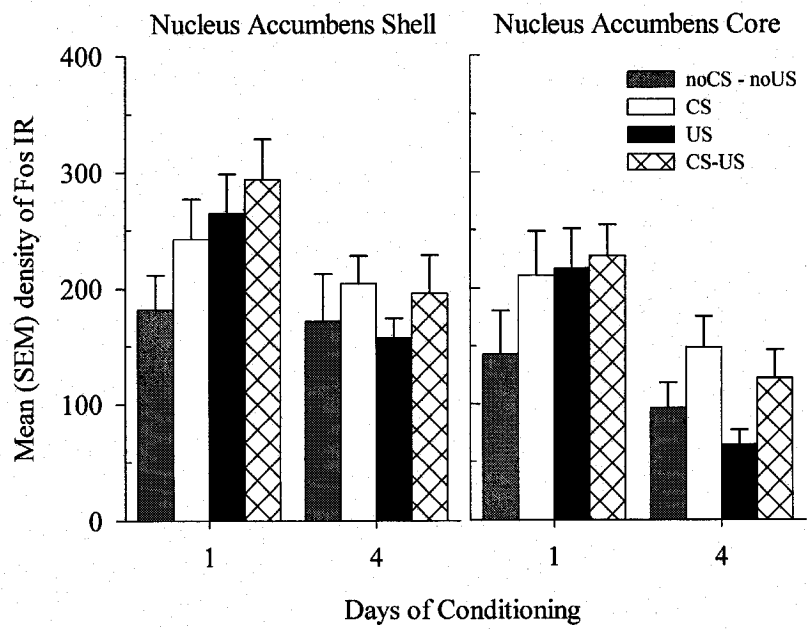 Nucleus Accumbens Shell
Nucleus Accumbens Core
Mean (SEM) density of Fos IR
400
300
200
100
0
noCS - noUS
CS
US
CS-US
1
4
1
4
Days of Conditioning